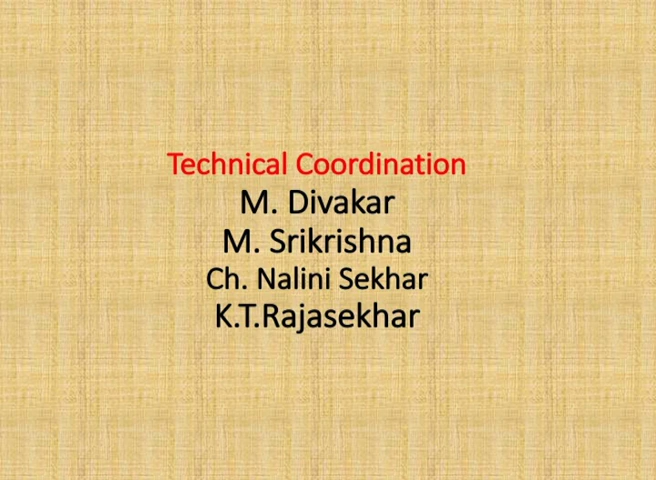 Technical Coordination
M. Divakar
M. Srikrishna
Ch. Nalini Sekhar
K.T.Rajasekhar